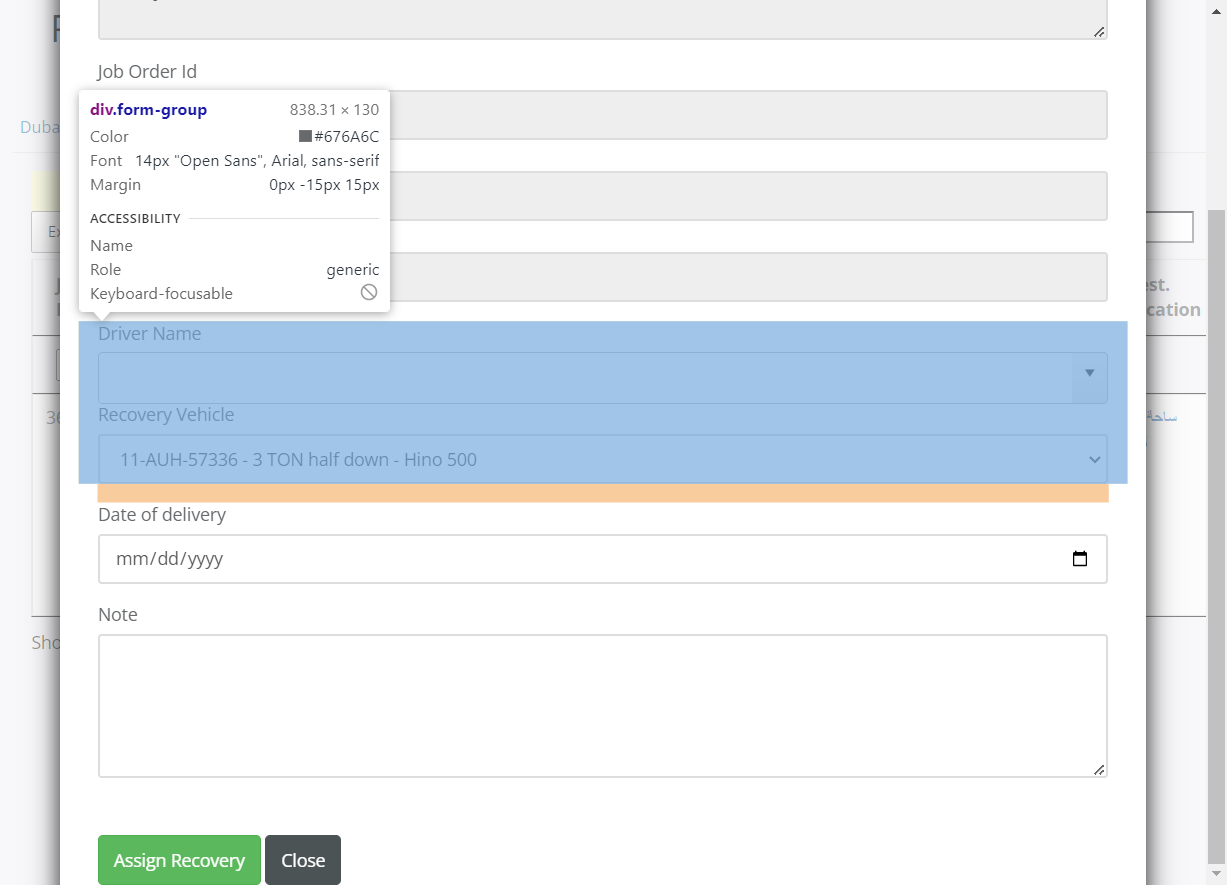 Job Order Id
div.form-group 838.31 × 130
Color #676A6C
Font 14px "Open Sans", Arial, sans-serif
Margin 0px -15px 15px
ACCESSIBILITY
Name
Role generic
Keyboard-focusable
Duba
Ex
est.
cation
Driver Name
Recovery Vehicle
11-AUH-57336 - 3 TON half down - Hino 500
36
ساحة
Date of delivery
mm/dd/yyyy
Note
Sho
Assign Recovery
Close